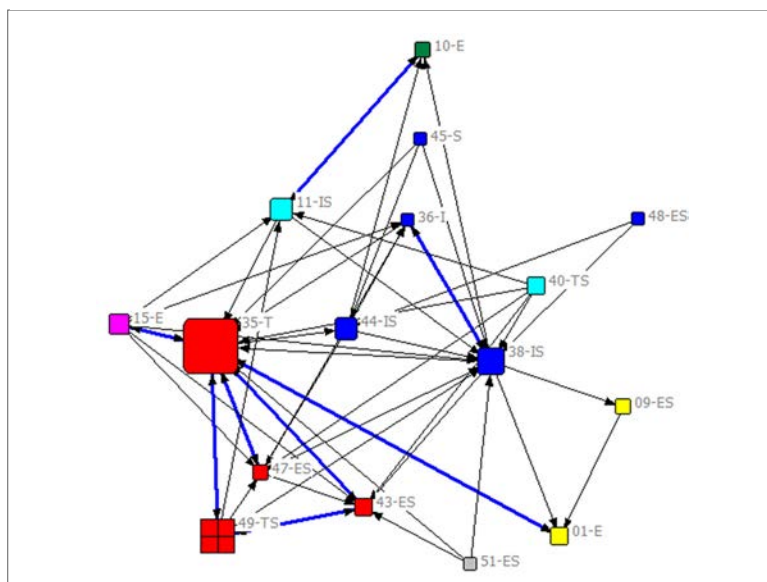 10-E
45-S
11-IS
36-I
48-ES
40-TS
15-E
35-T
44-IS
38-IS
09-ES
47-ES
43-ES
49-TS
01-E
51-ES